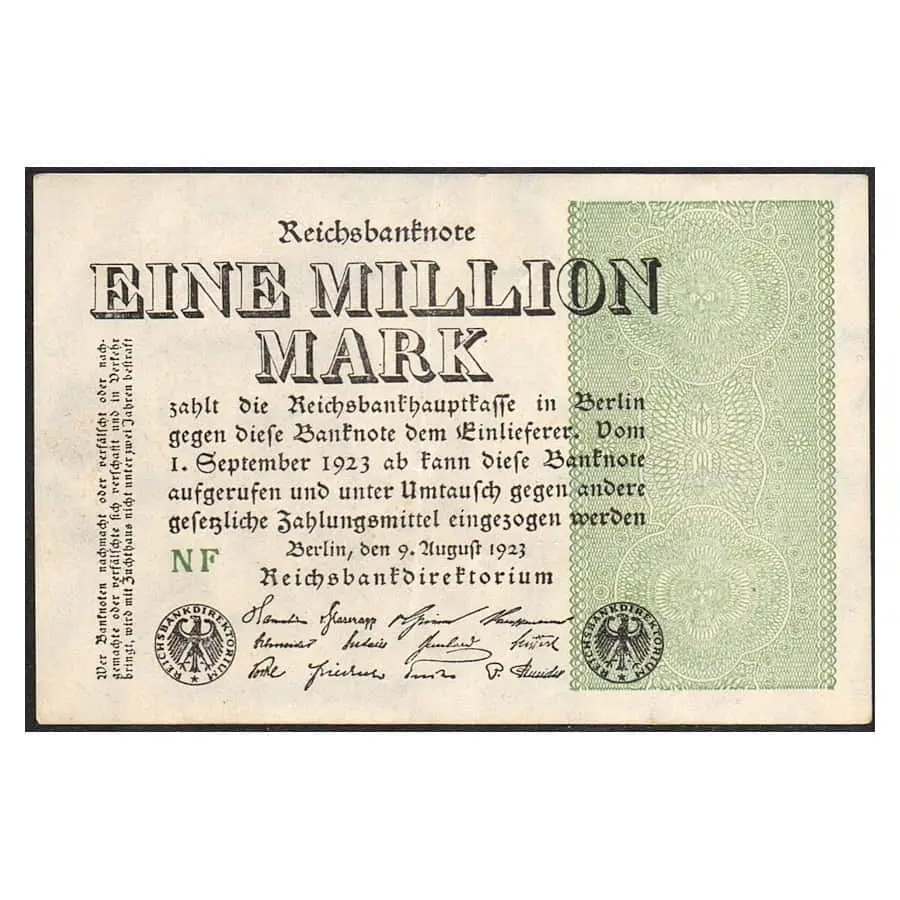 Reichsbanknote
EINE MILLION
MARK
zahlt die Reichsbankhauptkasse in Berlin
gegen diese Banknote dem Einlieferer. Vom
1. September 1923 ab kann diese Banknote
aufgerufen und unter Umtausch gegen andere
gesetzliche Zahlungsmittel eingezogen werden
Berlin, den 9. August 1923
Reichsbankdirektorium
NF
Wer Banknoten nachmacht oder verfälscht oder nach-
gemachte oder verfälschte sich verschafft und in Verkehr
bringt, wird mit Zuchthaus nicht unter zwei Jahren bestraft
REICHSBANKDIREKTORIUM
REICHSBANKDIREKTORIUM